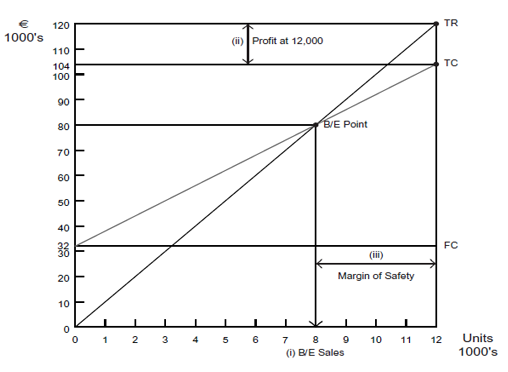 €
1000's
120
110
104
100
90
80
70
60
50
40
32
30
20
10
0
TR
TC
(ii) Profit at 12,000
B/E Point
FC
(iii)
Margin of Safety
0 1 2 3 4 5 6 7 8 9 10 11 12
(i) B/E Sales
Units
1000's